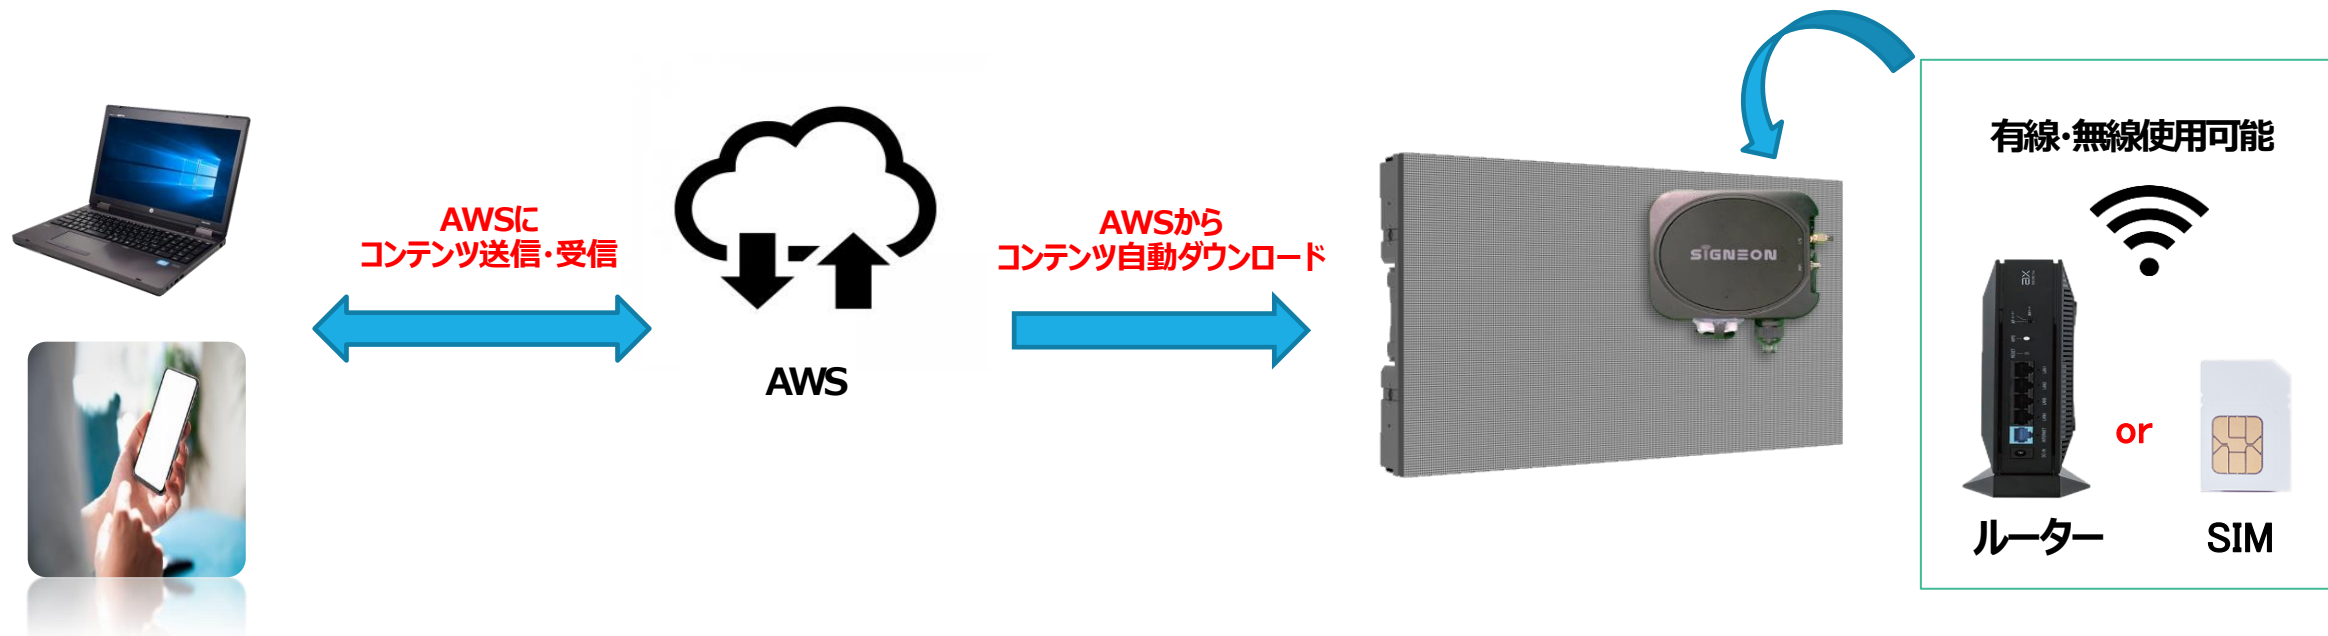 AWSに
コンテンツ送信・受信
AWS
AWSから
コンテンツ自動ダウンロード
SIGNEON
有線・無線使用可能
or
ルーター
SIM